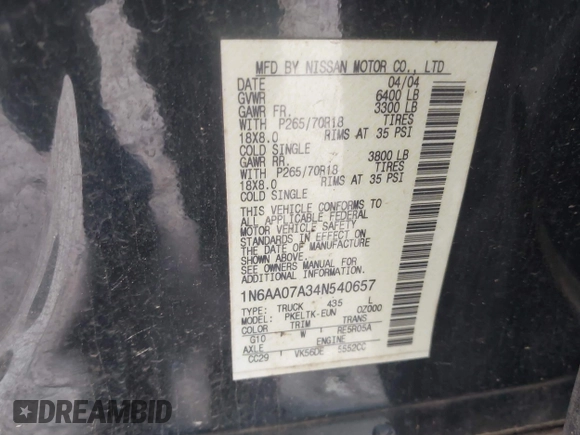 MFD BY NISSAN MOTOR CO., LTD
DATE 04/04
GVWR 6400 LB
GAWR FR. 3300 LB
WITH P265/70R18 TIRES
18X8.0 RIMS AT 35 PSI
COLD SINGLE
GAWR RR. 3800 LB
WITH P265/70R18 TIRES
18X8.0 RIMS AT 35 PSI
COLD SINGLE
THIS VEHICLE CONFORMS TO
ALL APPLICABLE FEDERAL
MOTOR VEHICLE SAFETY
STANDARDS IN EFFECT ON
THE DATE OF MANUFACTURE
SHOWN ABOVE.
SEE OWNERS MANUAL FOR
ADDITIONAL INFORMATION.
1N6AA07A34N540657
TYPE: TRUCK 435 L
MODEL: PKELTK-EUN OZ000
COLOR TRIM TRANS
G10 W RE5R05A
AXLE ENGINE
CC29 VK56DE 5552CC
DREAMBID